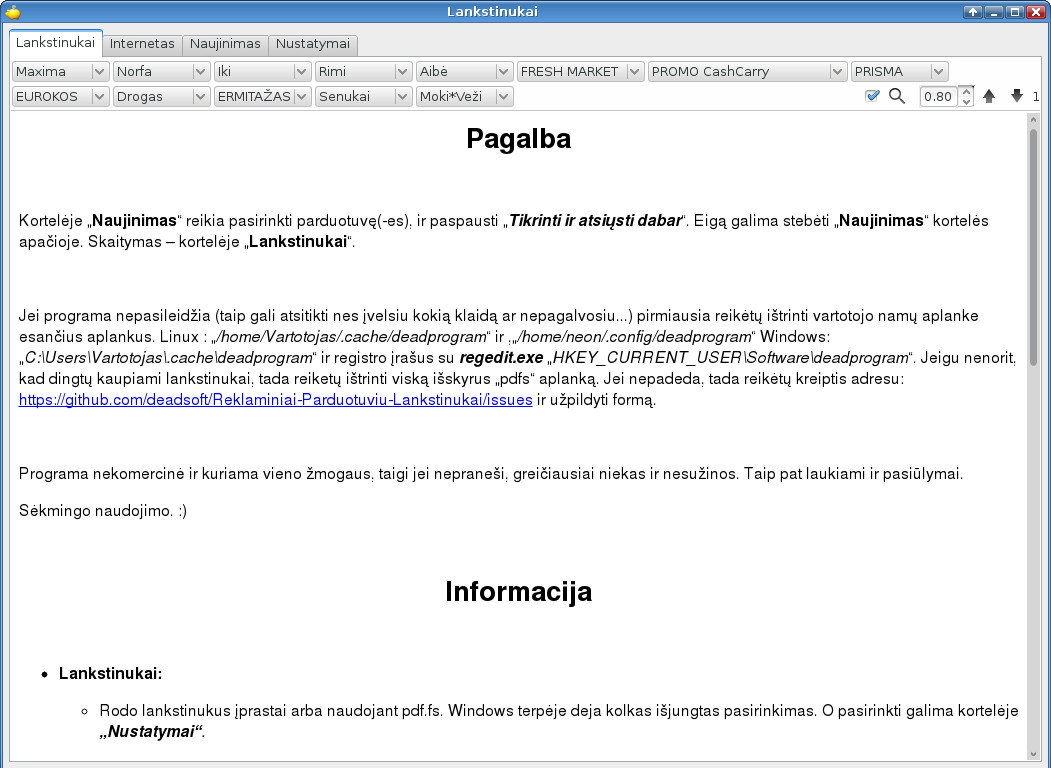 Lankstinukai
Lankstinukai Internetas Naujinimas Nustatymai
Maxima Norfa Iki Rimi Aibė FRESH MARKET PROMO CashCarry PRISMA
EUROKOS Drogas ERMITAŽAS Senukai Moki*Veži 0.80 1
Pagalba
Kortelėje „Naujinimas“ reikia pasirinkti parduotuvę(-es), ir paspausti „Tikrinti ir atsiųsti dabar“. Eigą galima stebėti „Naujinimas“ kortelės
apačioje. Skaitymas – kortelėje „Lankstinukai“.
Jei programa nepasileidžia (taip gali atsitikti nes įvelsiu kokią klaidą ar nepagalvosiu...) pirmiausia reikėtų ištrinti vartotojo namų aplanke
esančius aplankus. Linux : „/home/Vartotojas/.cache/deadprogram“ ir ,„/home/neon/.config/deadprogram“ Windows:
„C:\Users\Vartotojas\.cache\deadprogram“ ir registro įrašus su regedit.exe „HKEY_CURRENT_USER\Software\deadprogram“. Jeigu nenorit,
kad dingtų kaupiami lankstinukai, tada reiketų ištrinti viską išskyrus „pdfs“ aplanką. Jei nepadeda, tada reikėtų kreiptis adresu:
https://github.com/deadsoft/Reklaminiai-Parduotuviu-Lankstinukai/issues ir užpildyti formą.
Programa nekomercinė ir kuriama vieno žmogaus, taigi jei nepraneši, greičiausiai niekas ir nesužinos. Taip pat laukiami ir pasiūlymai.
Sėkmingo naudojimo. :)
Informacija
• Lankstinukai:
◦ Rodo lankstinukus įprastai arba naudojant pdf.fs. Windows terpėje deja kolkas išjungtas pasirinkimas. O pasirinkti galima kortelėje
„Nustatymai“.